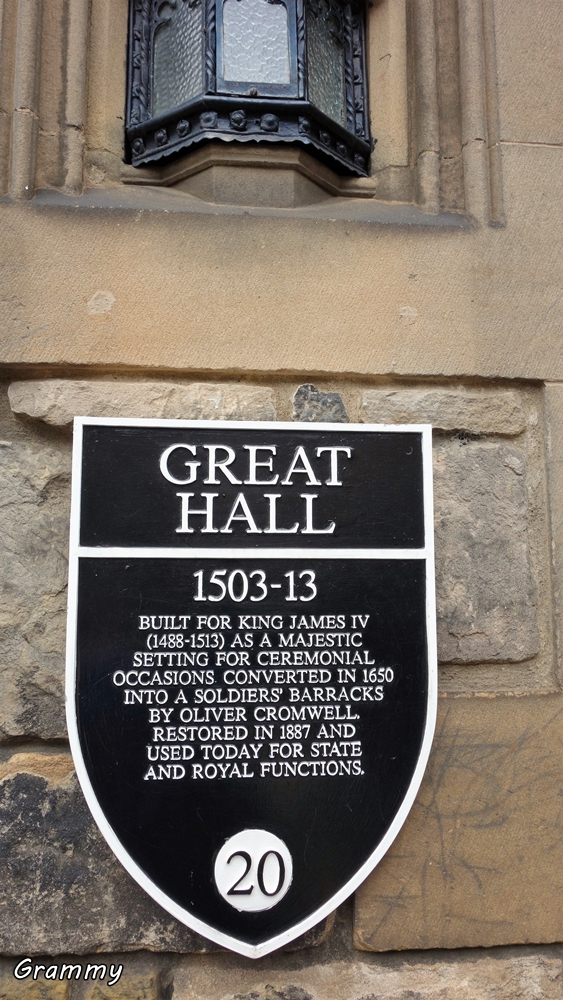 GREAT
HALL
1503-13
BUILT FOR KING JAMES IV
(1488-1513) AS A MAJESTIC
SETTING FOR CEREMONIAL
OCCASIONS. CONVERTED IN 1650
INTO A SOLDIERS' BARRACKS
BY OLIVER CROMWELL.
RESTORED IN 1887 AND
USED TODAY FOR STATE
AND ROYAL FUNCTIONS.
20
Grammy